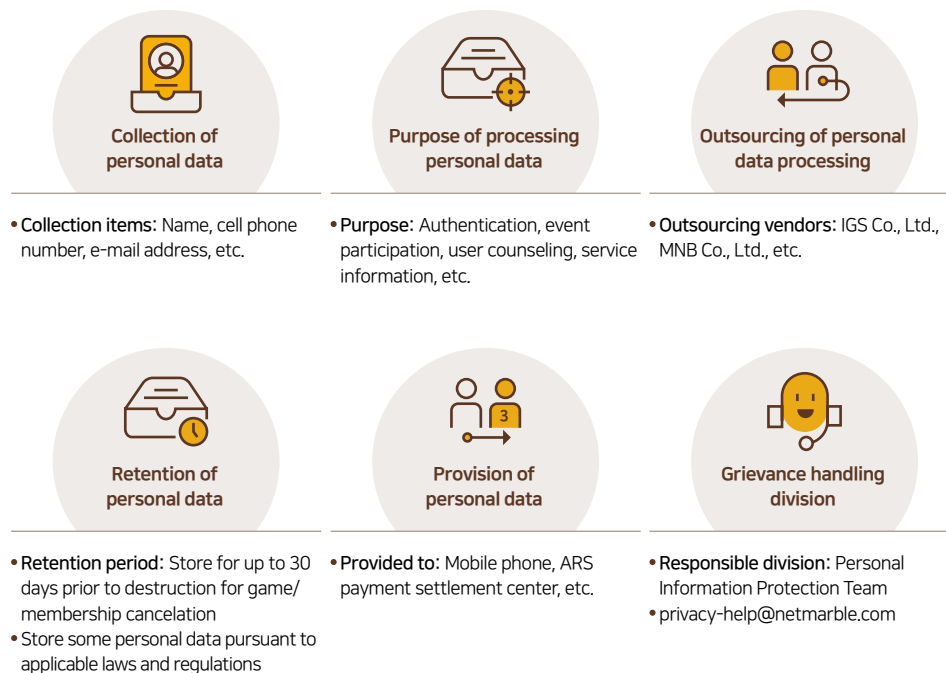 Collection of
personal data
Purpose of processing
personal data
Outsourcing of personal
data processing
• Collection items: Name, cell phone
number, e-mail address, etc.
• Purpose: Authentication, event
participation, user counseling, service
information, etc.
• Outsourcing vendors: IGS Co., Ltd.,
MNB Co., Ltd., etc.
3
Retention of
personal data
Provision of
personal data
Grievance handling
division
• Retention period: Store for up to 30
days prior to destruction for game/
membership cancelation
• Store some personal data pursuant to
applicable laws and regulations
• Provided to: Mobile phone, ARS
payment settlement center, etc.
• Responsible division: Personal
Information Protection Team
• privacy-help@netmarble.com